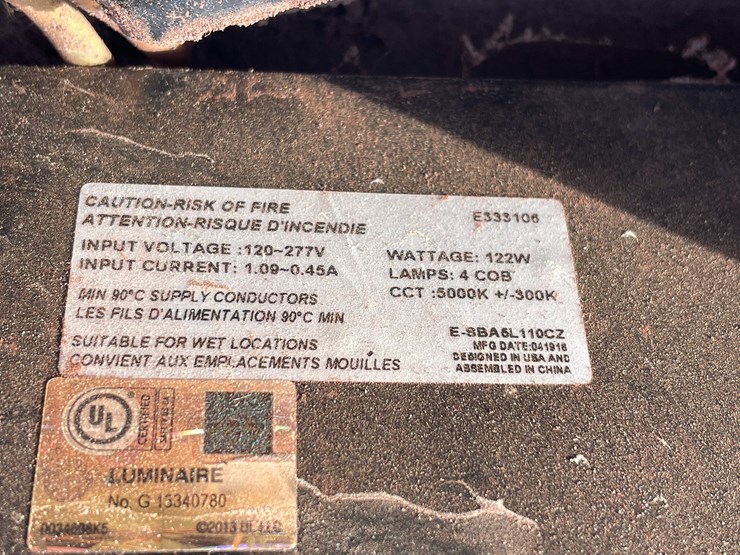 CAUTION-RISK OF FIRE
ATTENTION-RISQUE D'INCENDIE
E333106
INPUT VOLTAGE :120~277V
INPUT CURRENT: 1.09~0.45A
WATTAGE: 122W
LAMPS: 4 COB
CCT :5000K +/-300K
MIN 90°C SUPPLY CONDUCTORS
LES FILS D'ALIMENTATION 90°C MIN
SUITABLE FOR WET LOCATIONS
CONVIENT AUX EMPLACEMENTS MOUILLES
E-SBA5L110CZ
MFG DATE:041916
DESIGNED IN USA AND
ASSEMBLED IN CHINA
UL
CERTIFIED
LUMINAIRE
No. G 13340780
©2013 UL LLC